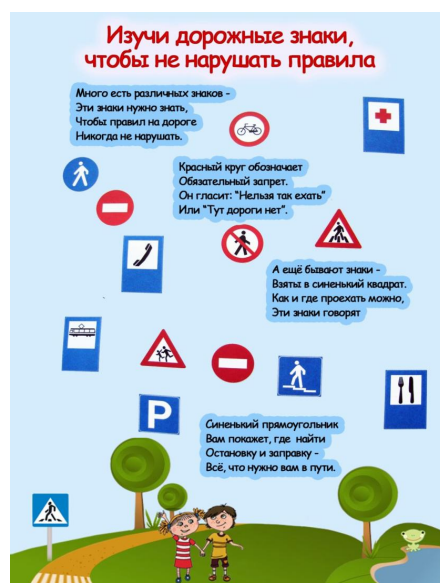 Изучи дорожные знаки,
чтобы не нарушать правила
Много есть различных знаков -
Эти знаки нужно знать,
Чтобы правил на дороге
Никогда не нарушать.
Красный круг обозначает
Обязательный запрет.
Он гласит: "Нельзя так ехать"
Или "Тут дороги нет".
А ещё бывают знаки -
Взяты в синенький квадрат.
Как и где проехать можно,
Эти знаки говорят
P
Синенький прямоугольник
Вам покажет, где найти
Остановку и заправку -
Всё, что нужно вам в пути.